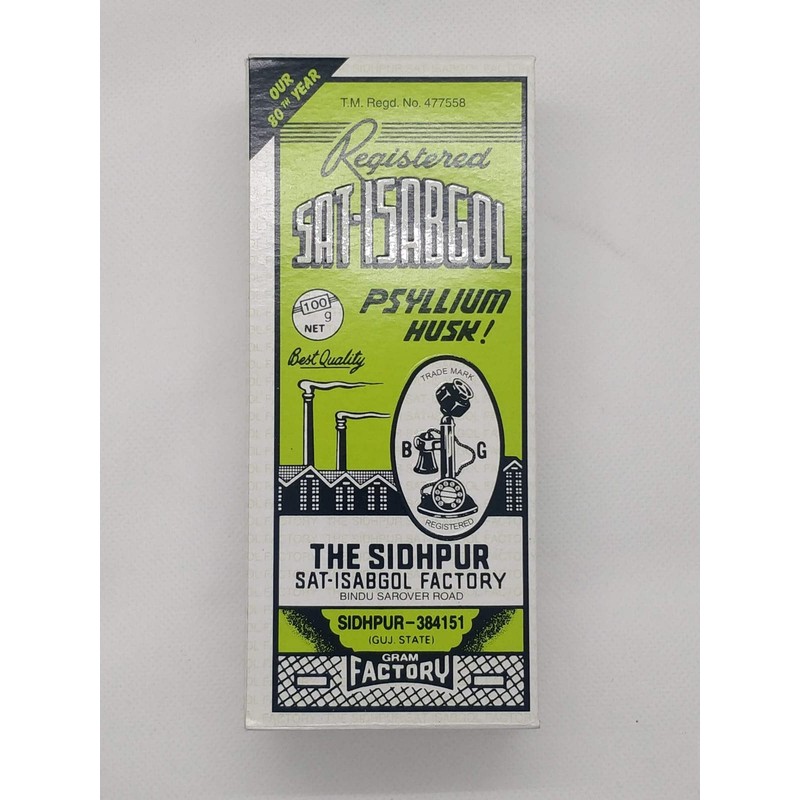 OUR
80TH YEAR
T.M. Regd. No. 477558
Registered
SAT-ISABGOL
PSYLLIUM
HUSK!
100
g
NET
Best Quality
TRADE MARK
B G
REGISTERED
THE SIDHPUR
SAT-ISABGOL FACTORY
BINDU SAROVER ROAD
SIDHPUR-384151
(GUJ. STATE)
GRAM
FACTORY